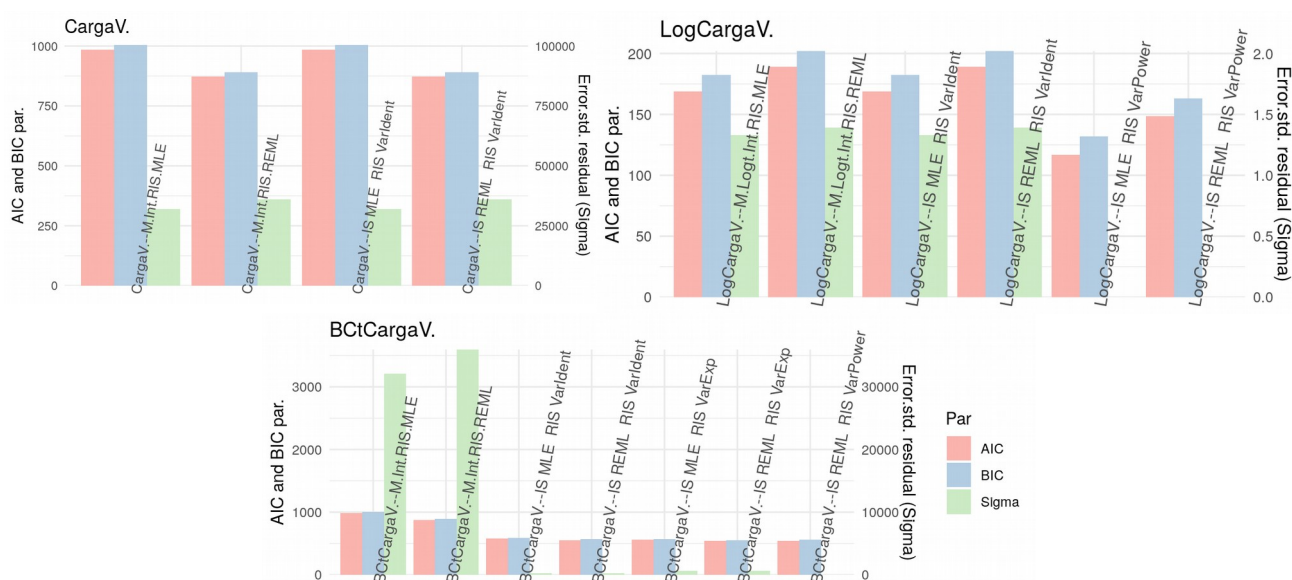 CargaV.
AIC and BIC par.
1000
750
500
250
0
CargaV.--M.Int.RIS.MLE
CargaV.--M.Int.RIS.REML
CargaV.--IS MLE RIS VarIdent
CargaV.--IS REML RIS VarIdent
100000
75000
50000
25000
0
Error.std. residual (Sigma)
LogCargaV.
AIC and BIC par.
200
150
100
50
0
LogCargaV.--M.Logt.Int.RIS.MLE
LogCargaV.--M.Logt.Int.RIS.REML
LogCargaV.--IS MLE RIS VarIdent
LogCargaV.--IS REML RIS VarIdent
LogCargaV.--IS MLE RIS VarPower
LogCargaV.--IS REML RIS VarPower
2.0
1.5
1.0
0.5
0.0
Error.std. residual (Sigma)
BCtCargaV.
AIC and BIC par.
3000
2000
1000
0
BCtCargaV.--M.Int.RIS.MLE
BCtCargaV.--M.Int.RIS.REML
BCtCargaV.--IS MLE RIS VarIdent
BCtCargaV.--IS REML RIS VarIdent
BCtCargaV.--IS MLE RIS VarExp
BCtCargaV.--IS REML RIS VarExp
BCtCargaV.--IS REML RIS VarPower
30000
20000
10000
0
Error.std. residual (Sigma)
Par
AIC
BIC
Sigma